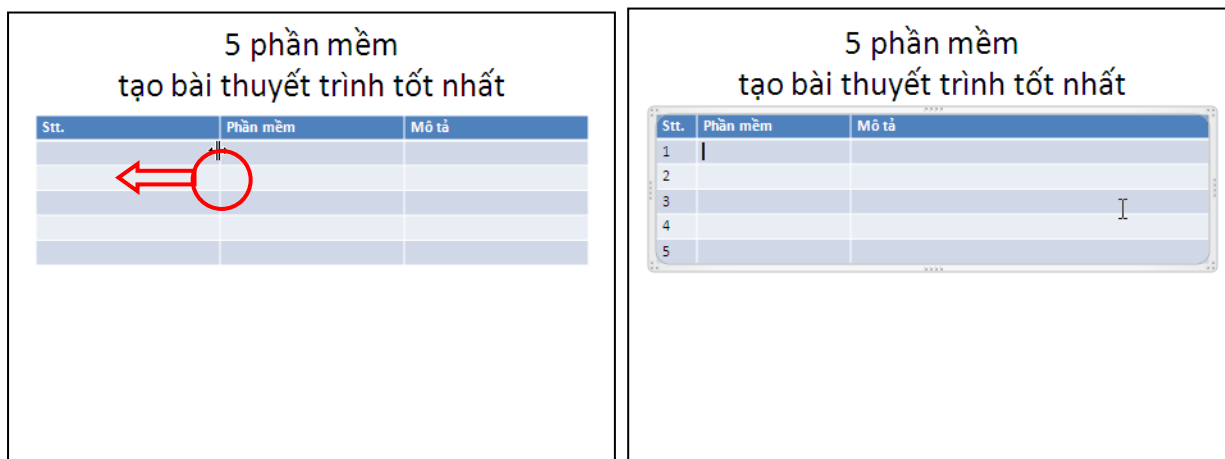 5 phần mềm
tạo bài thuyết trình tốt nhất
Stt. Phần mềm Mô tả
5 phần mềm
tạo bài thuyết trình tốt nhất
Stt. Phần mềm Mô tả
1
2
3
4
5